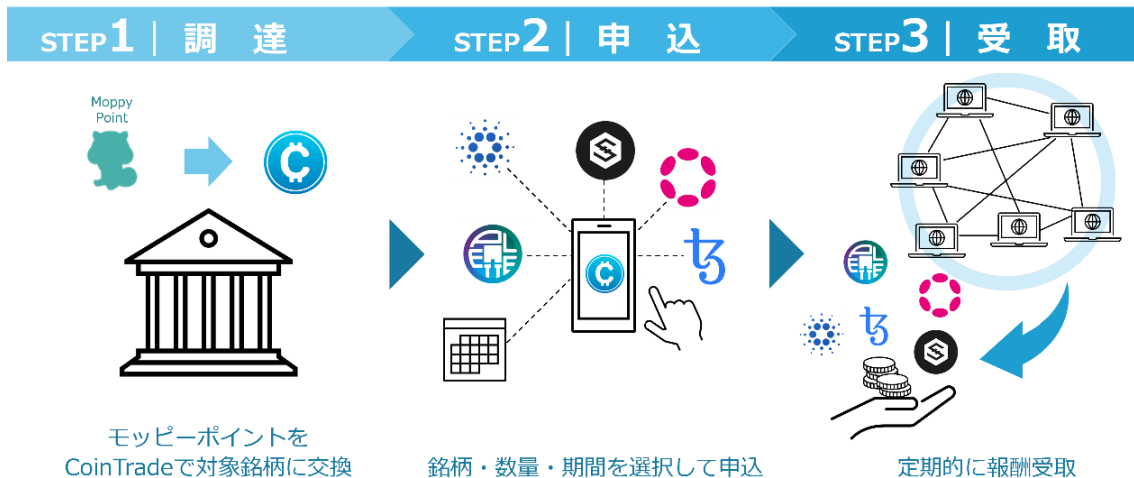 STEP1 | 調 達
STEP2 | 申 込
STEP3 | 受 取
Moppy
Point
モッピーポイントを
CoinTradeで対象銘柄に交換
銘柄・数量・期間を選択して申込
定期的に報酬受取